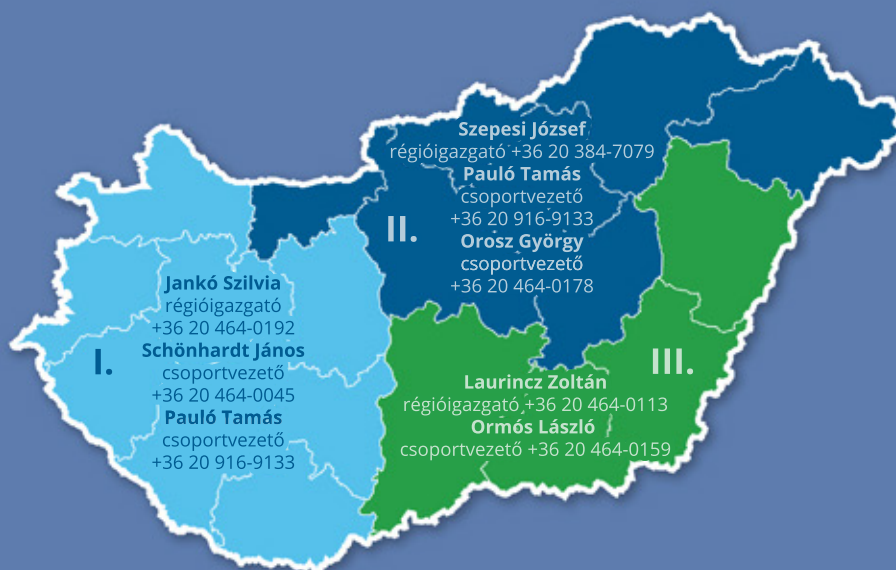 I.
Jankó Szilvia
régióigazgató
+36 20 464-0192
Schönhardt János
csoportvezető
+36 20 464-0045
Pauló Tamás
csoportvezető
+36 20 916-9133
II.
Szepesi József
régióigazgató +36 20 384-7079
Pauló Tamás
csoportvezető
+36 20 916-9133
Orosz György
csoportvezető
+36 20 464-0178
III.
Laurincz Zoltán
régióigazgató +36 20 464-0113
Ormós László
csoportvezető +36 20 464-0159